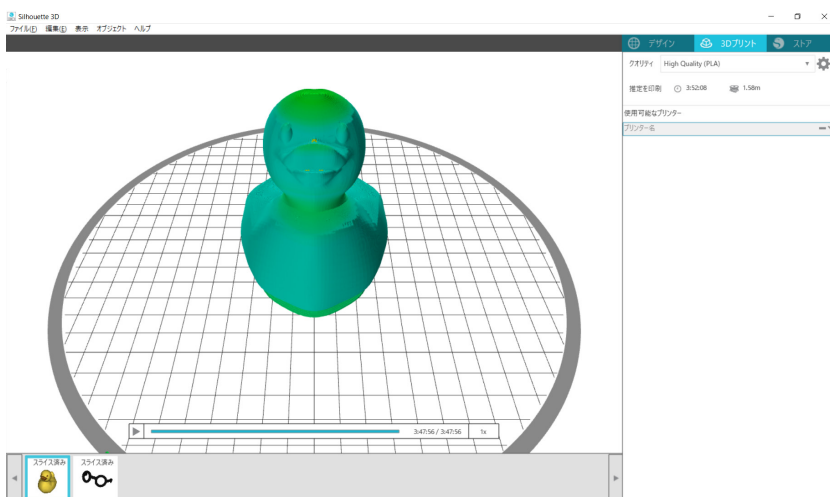 Silhouette 3D
ファイル(F) 編集(E) 表示 オブジェクト ヘルプ
デザイン 3Dプリント ストア
クオリティ High Quality (PLA)
推定を印刷 3:52:08 1.58m
使用可能なプリンター
プリンター名
3:47:56 / 3:47:56 1x
スライス済み スライス済み